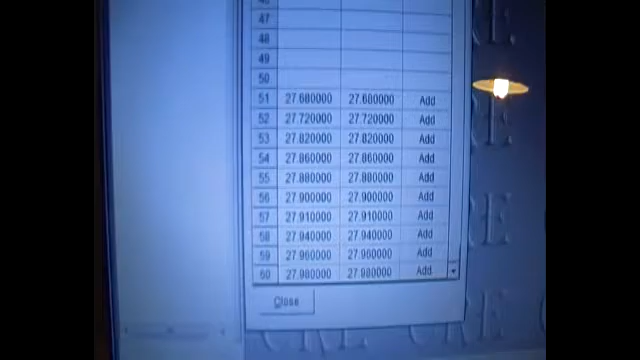 47
48
49
50
51 27.680000 27.680000 Add
52 27.720000 27.720000 Add
53 27.820000 27.820000 Add
54 27.860000 27.860000 Add
55 27.880000 27.880000 Add
56 27.900000 27.900000 Add
57 27.910000 27.910000 Add
58 27.940000 27.940000 Add
59 27.960000 27.960000 Add
60 27.980000 27.980000 Add
Close
CRE
CRE